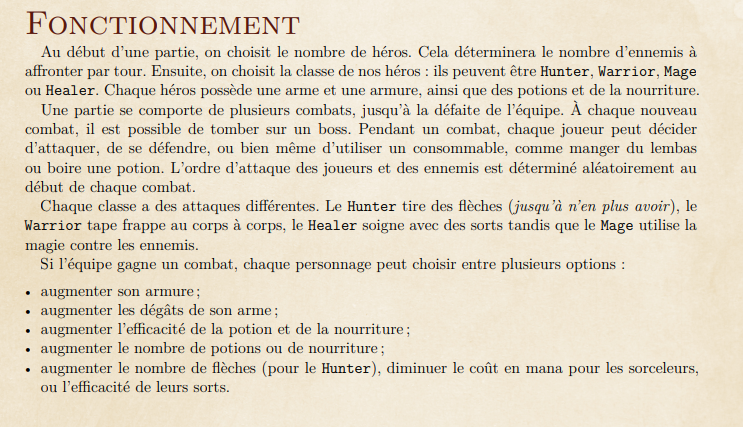 Fonctionnement
Au début d'une partie, on choisit le nombre de héros. Cela déterminera le nombre d'ennemis à
affronter par tour. Ensuite, on choisit la classe de nos héros : ils peuvent être Hunter, Warrior, Mage
ou Healer. Chaque héros possède une arme et une armure, ainsi que des potions et de la nourriture.
Une partie se comporte de plusieurs combats, jusqu'à la défaite de l'équipe. À chaque nouveau
combat, il est possible de tomber sur un boss. Pendant un combat, chaque joueur peut décider
d'attaquer, de se défendre, ou bien même d'utiliser un consommable, comme manger du lembas
ou boire une potion. L'ordre d'attaque des joueurs et des ennemis est déterminé aléatoirement au
début de chaque combat.
Chaque classe a des attaques différentes. Le Hunter tire des flèches (jusqu'à n'en plus avoir), le
Warrior tape frappe au corps à corps, le Healer soigne avec des sorts tandis que le Mage utilise la
magie contre les ennemis.
Si l'équipe gagne un combat, chaque personnage peut choisir entre plusieurs options :
• augmenter son armure ;
• augmenter les dégâts de son arme ;
• augmenter l'efficacité de la potion et de la nourriture ;
• augmenter le nombre de potions ou de nourriture ;
• augmenter le nombre de flèches (pour le Hunter), diminuer le coût en mana pour les sorceleurs,
ou l'efficacité de leurs sorts.